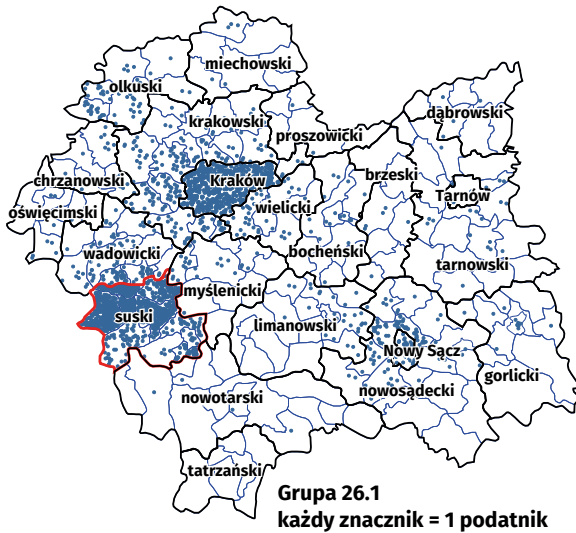 miechowski
olkuski
dąbrowski
krakowski
proszowicki
brzeski
chrzanowski
Kraków
Tarnów
oświęcimski
wielicki
bocheński
wadowicki
tarnowski
myślenicki
suski
limanowski
Nowy Sącz
gorlicki
nowotarski
nowosądecki
tatrzański
Grupa 26.1
każdy znacznik = 1 podatnik